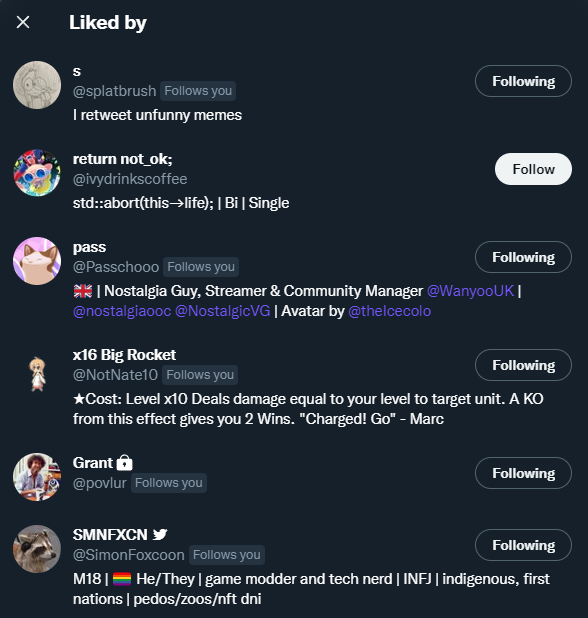 Liked by
s
@splatbrush Follows you
Following
I retweet unfunny memes
return not_ok;
@ivydrinkscoffee
Follow
std::abort(this->life); | Bi | Single
pass
@Passchooo Follows you
Following
🇬🇧 | Nostalgia Guy, Streamer & Community Manager @WanyooUK |
@nostalgiaooc @NostalgicVG | Avatar by @theIcecolo
x16 Big Rocket
@NotNate10 Follows you
Following
★Cost: Level x10 Deals damage equal to your level to target unit. A KO
from this effect gives you 2 Wins. "Charged! Go" - Marc
Grant
@povlur Follows you
Following
SMNFXCN
@SimonFoxcoon Follows you
Following
M18 | 🏳️‍🌈 He/They | game modder and tech nerd | INFJ | indigenous, first
nations | pedos/zoos/nft dni